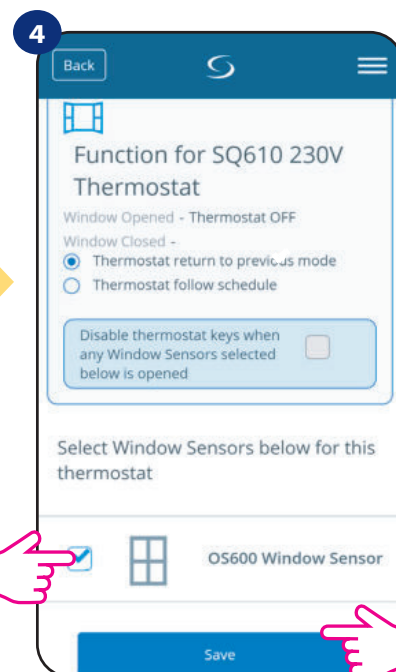 4
Back
Function for SQ610 230V
Thermostat
Window Opened - Thermostat OFF
Window Closed -
Thermostat return to previous mode
Thermostat follow schedule
Disable thermostat keys when
any Window Sensors selected
below is opened
Select Window Sensors below for this
thermostat
OS600 Window Sensor
Save